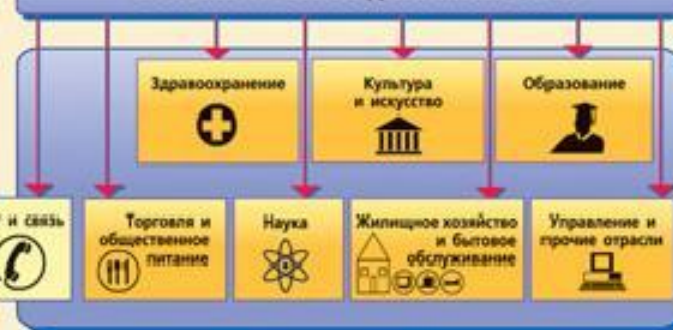 Здравоохранение
Культура
и искусство
Образование
и связь
Торговля и
общественное
питание
Наука
Жилищное хозяйство
и бытовое
обслуживание
Управление и
прочие отрасли